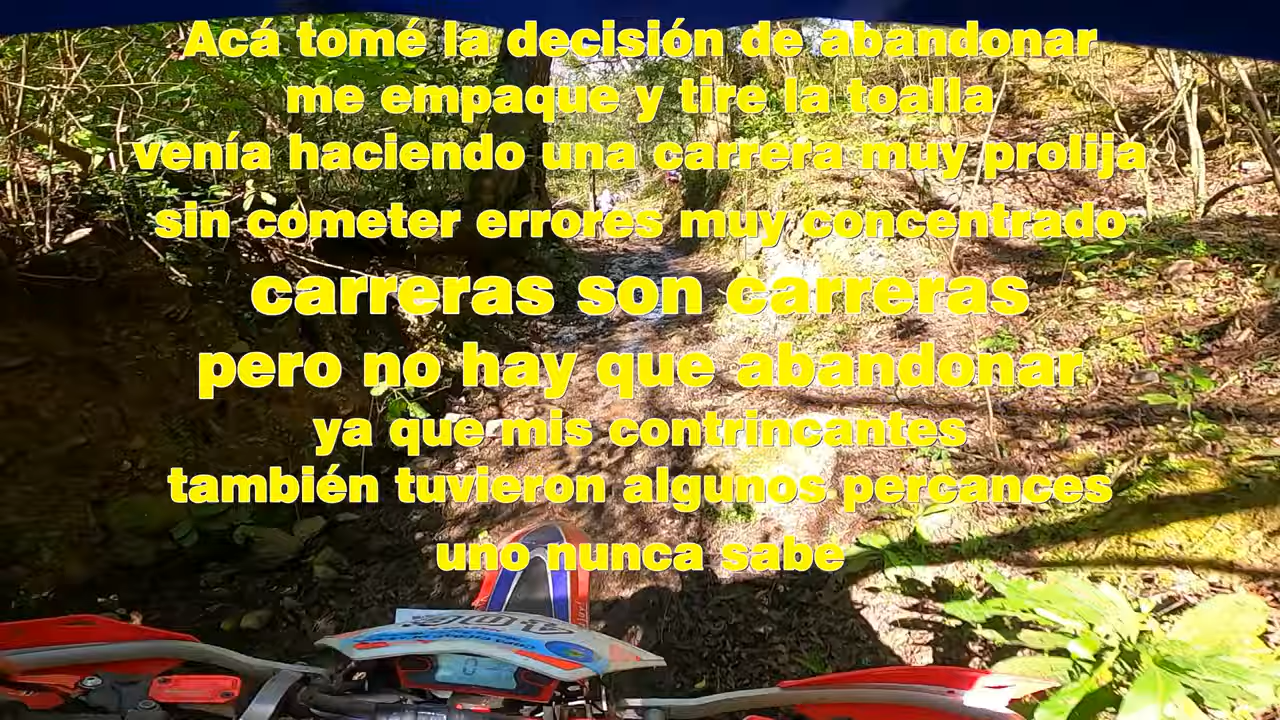 Acá tomé la decisión de abandonar
me empaque y tire la toalla
venía haciendo una carrera muy prolija
sin cometer errores muy concentrado
carreras son carreras
pero no hay que abandonar
ya que mis contrincantes
también tuvieron algunos percances
uno nunca sabe